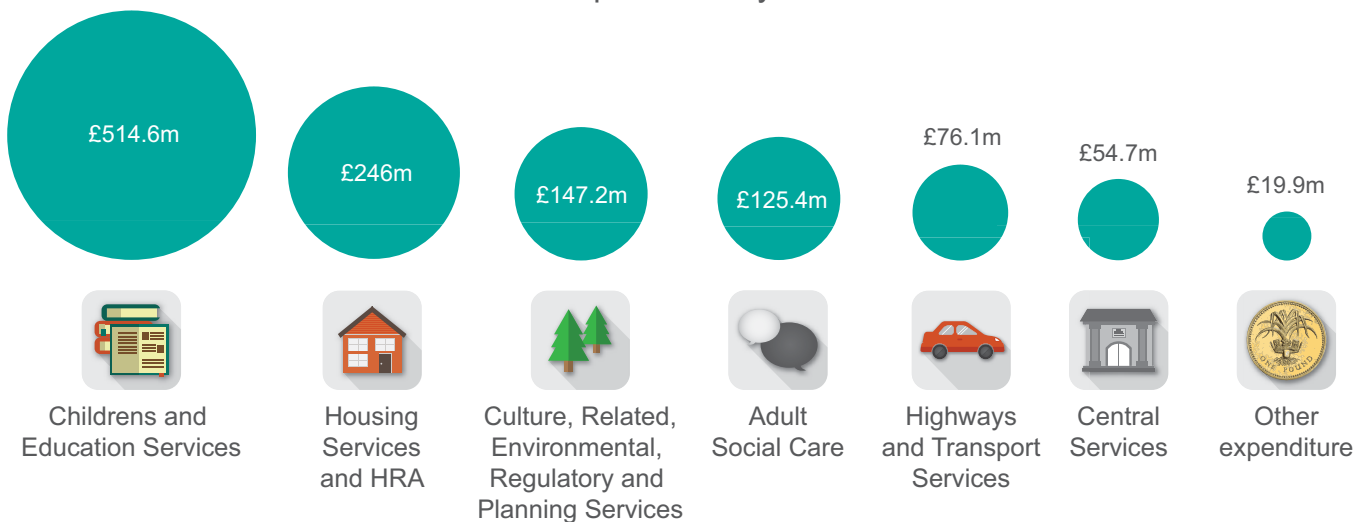 £514.6m
£246m
£147.2m
£125.4m
£76.1m
£54.7m
£19.9m
Childrens and
Education Services
Housing
Services
and HRA
Culture, Related,
Environmental,
Regulatory and
Planning Services
Adult
Social Care
Highways
and Transport
Services
Central
Services
Other
expenditure
ONE POUND